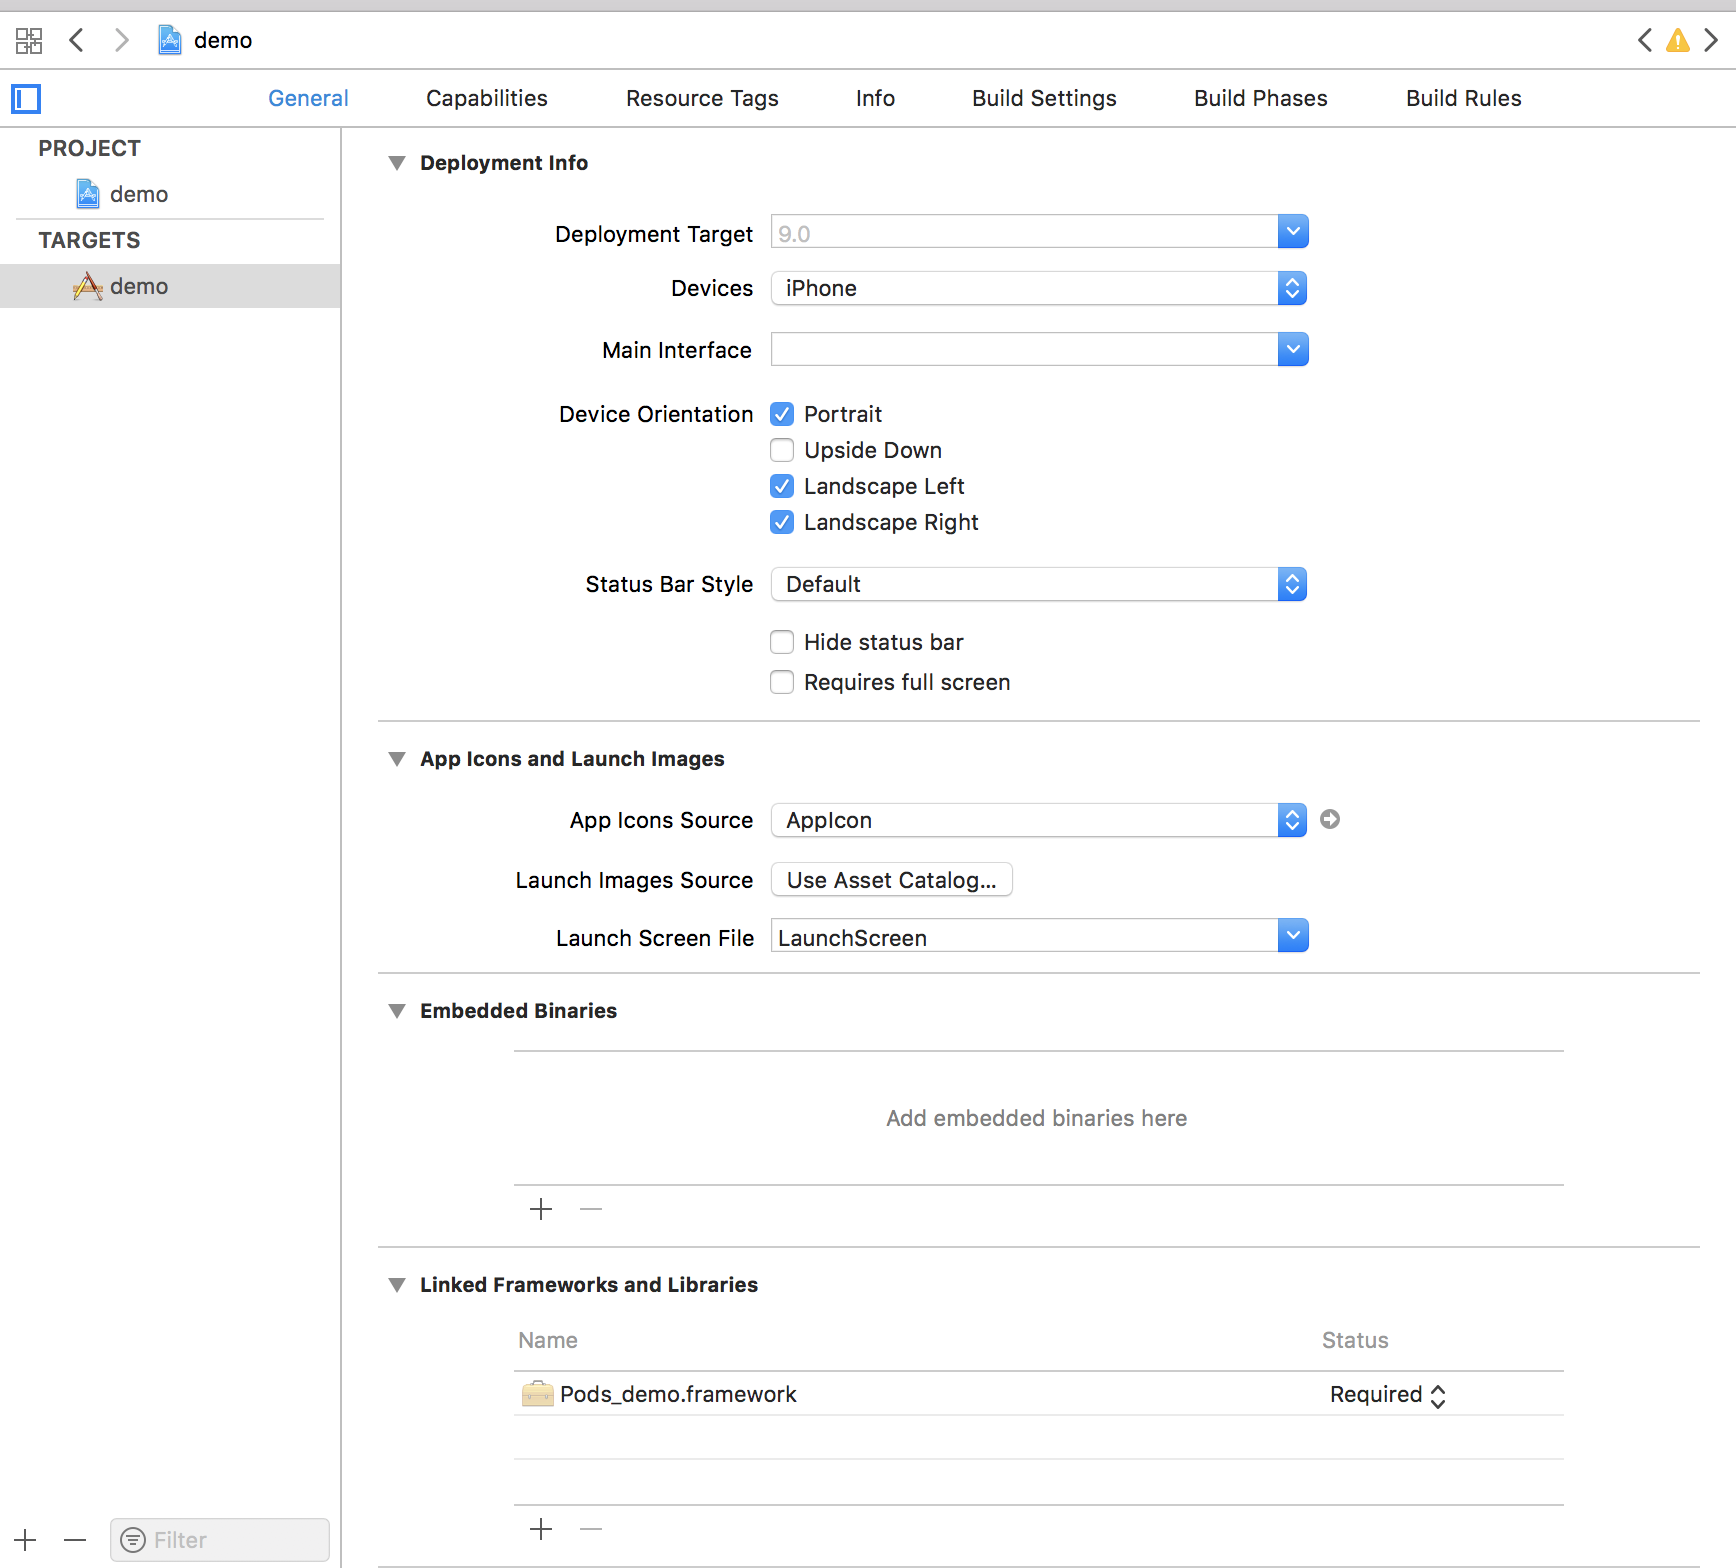 demo
General Capabilities Resource Tags Info Build Settings Build Phases Build Rules
PROJECT
demo
TARGETS
demo
Deployment Info
Deployment Target 9.0
Devices iPhone
Main Interface
Device Orientation Portrait
Upside Down
Landscape Left
Landscape Right
Status Bar Style Default
Hide status bar
Requires full screen
App Icons and Launch Images
App Icons Source AppIcon
Launch Images Source Use Asset Catalog...
Launch Screen File LaunchScreen
Embedded Binaries
Add embedded binaries here
Linked Frameworks and Libraries
Name Status
Pods_demo.framework Required
Filter